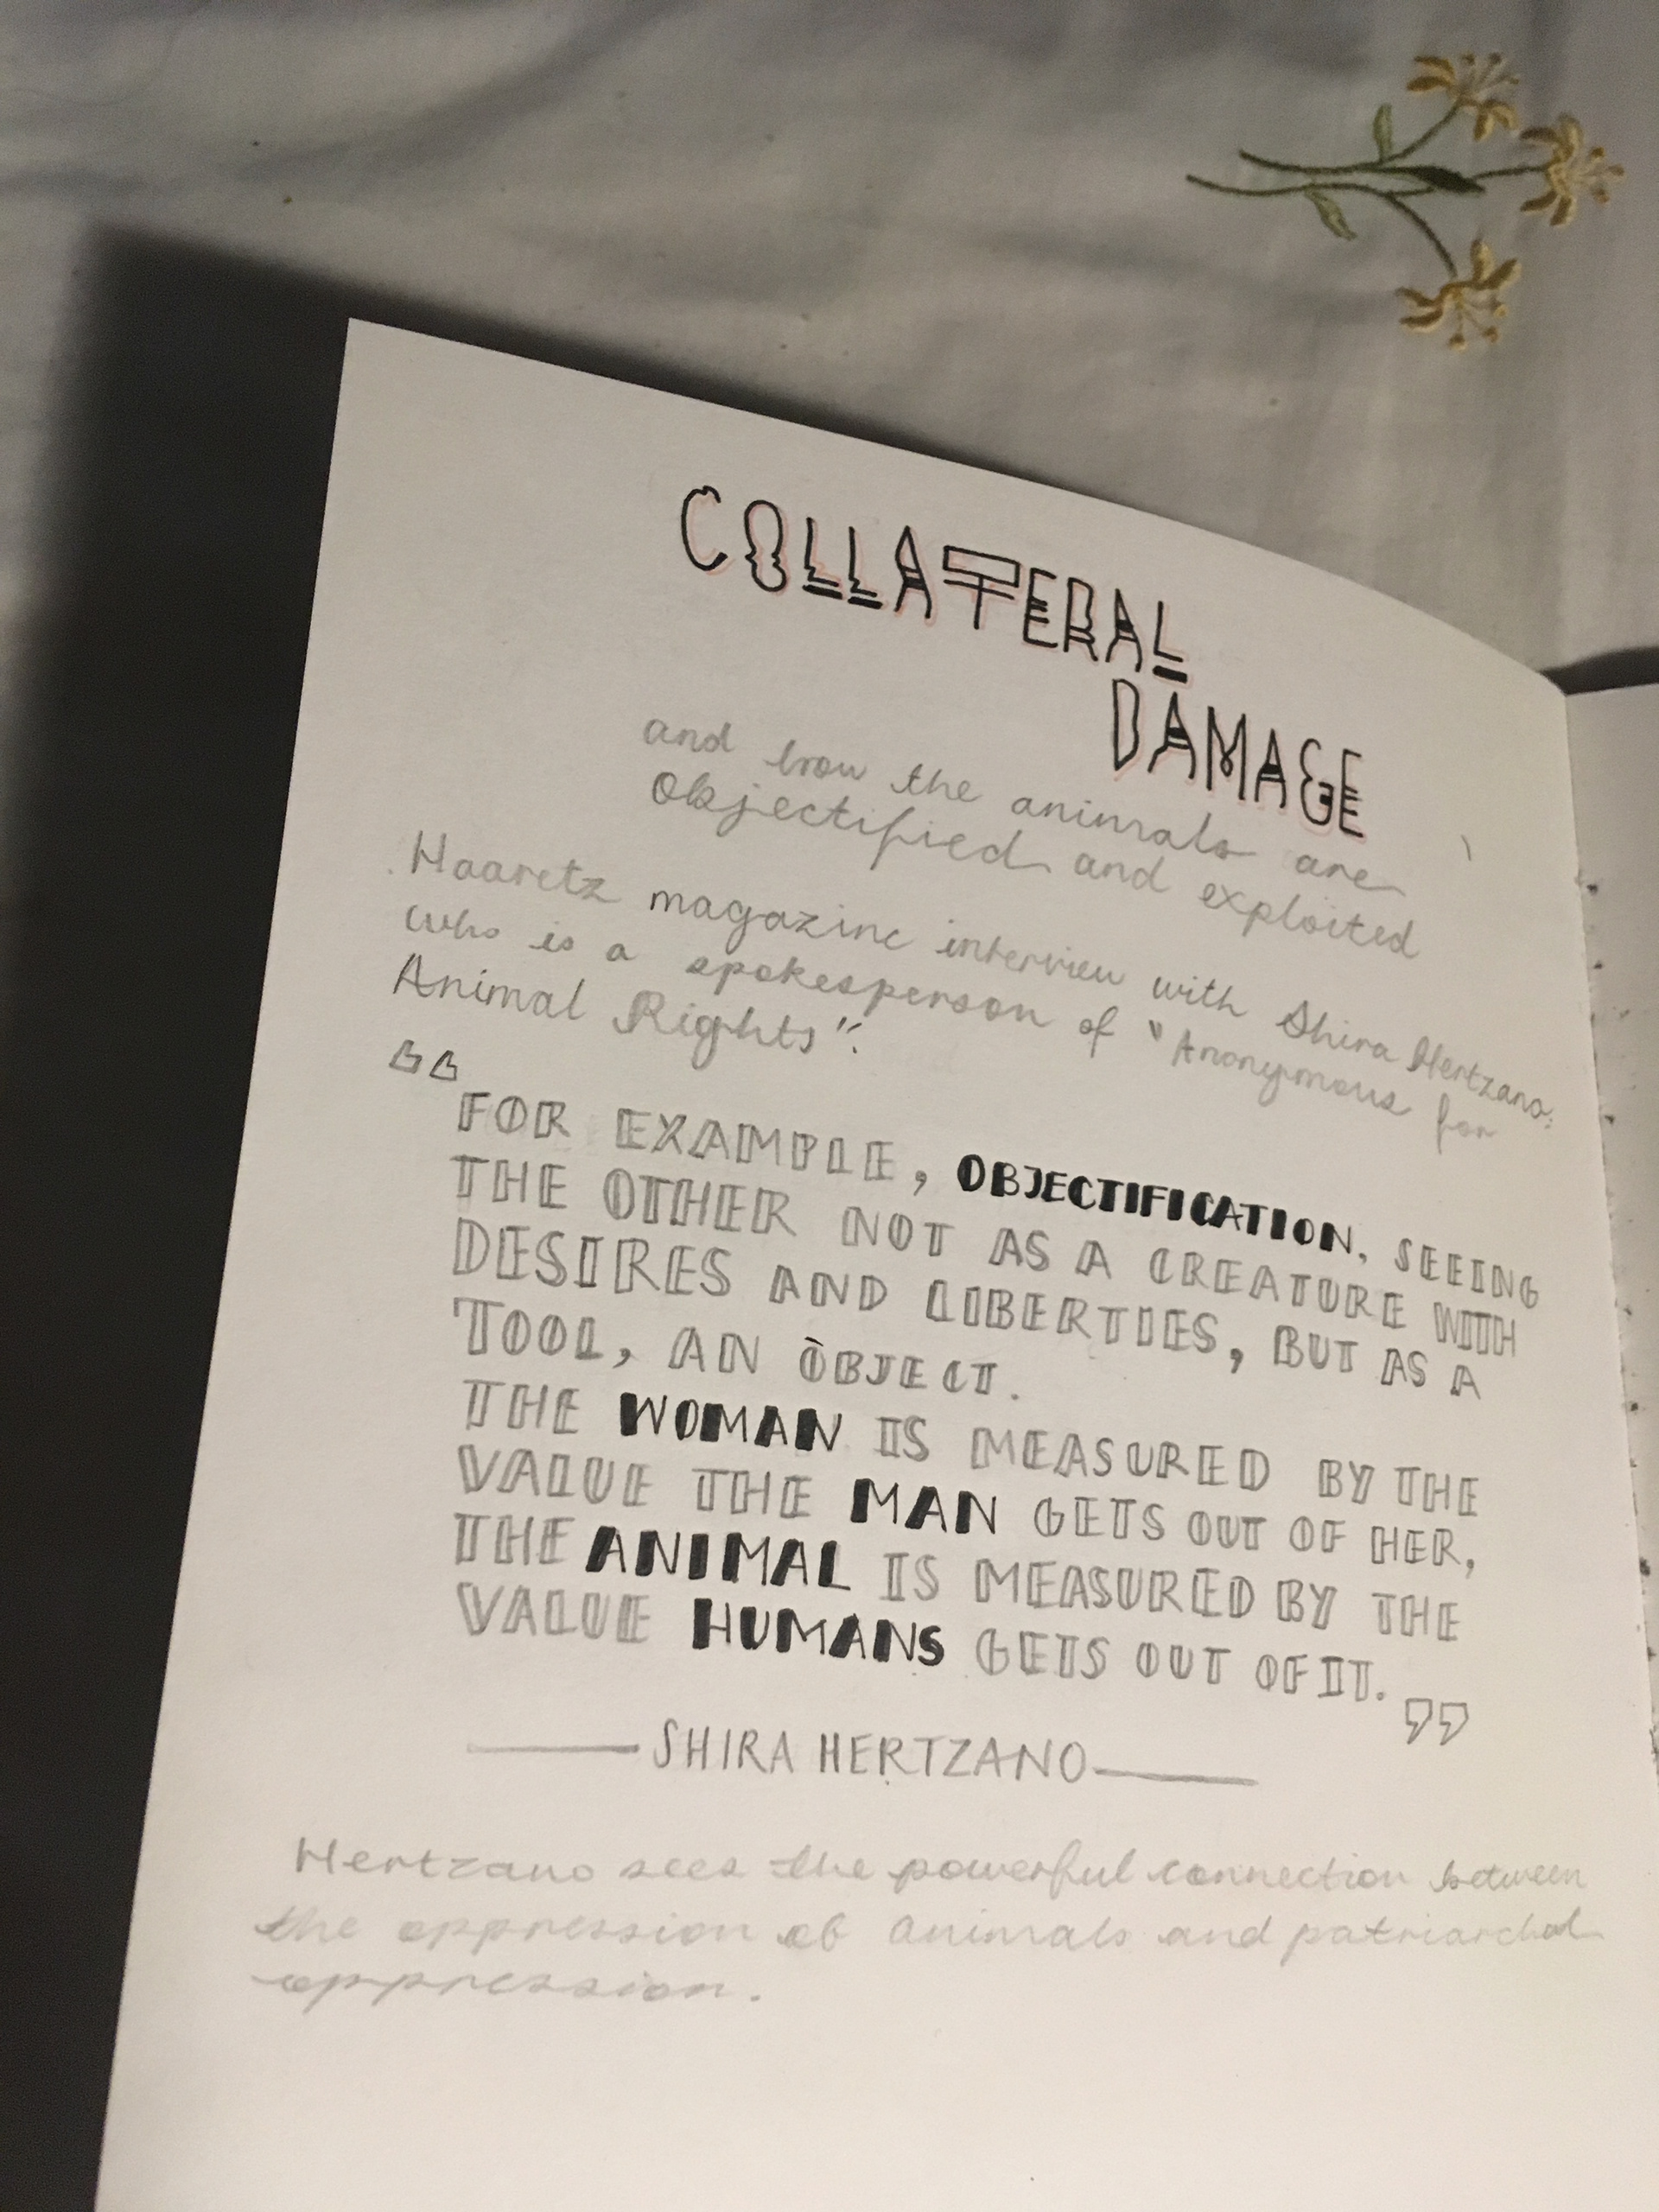 COLLATERAL
DAMAGE
and how the animals are
Objectified and exploited
Haaretz magazine interview with Shira Hertzano:
who is a spokesperson of "Anonymous for
Animal Rights":
“FOR EXAMPLE, OBJECTIFICATION, SEEING
THE OTHER NOT AS A CREATURE WITH
DESIRES AND LIBERTIES, BUT AS A
TOOL, AN OBJECT.
THE WOMAN IS MEASURED BY THE
VALUE THE MAN GETS OUT OF HER,
THE ANIMAL IS MEASURED BY THE
VALUE HUMANS GETS OUT OF IT.”
SHIRA HERTZANO
Hertzano sees the powerful connection between
the oppression of animals and patriarchal
oppression.